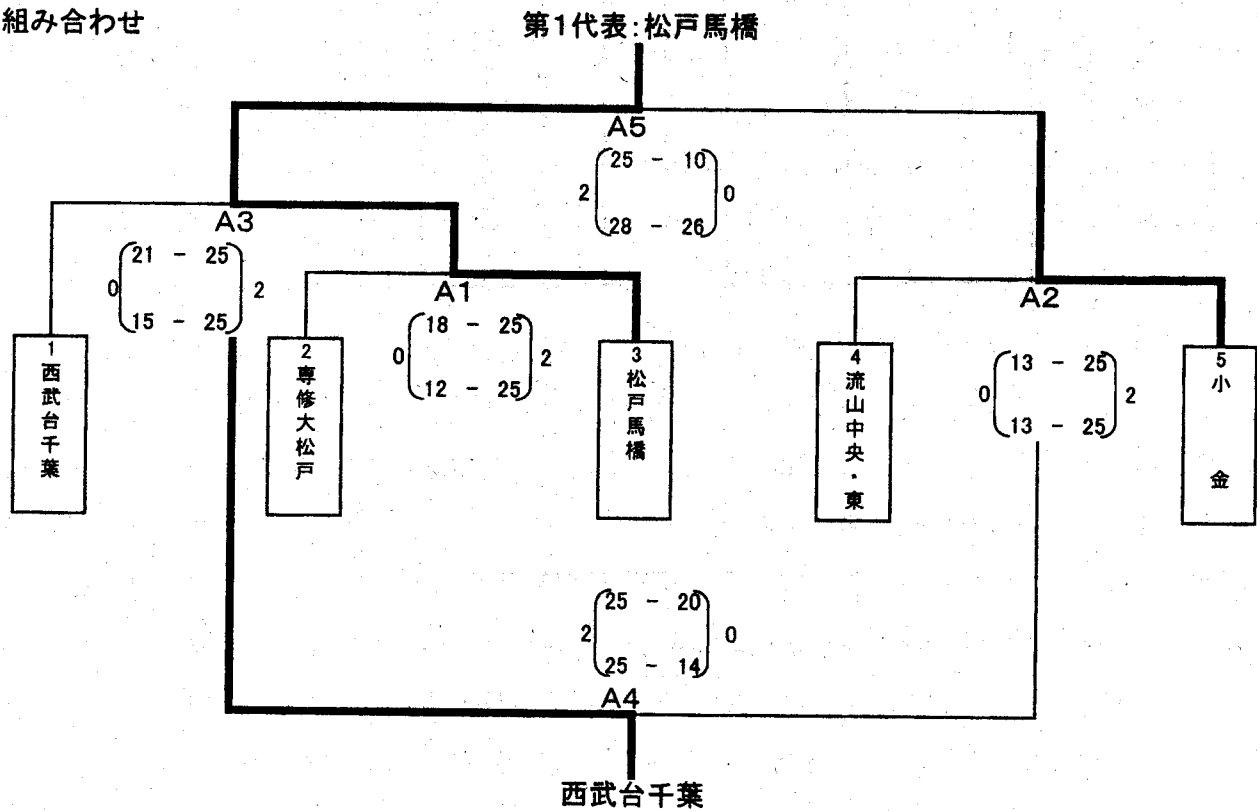 組み合わせ
第1代表:松戸馬橋
A5
25 - 10
2 0
28 - 26
A3
21 - 25
0 2
15 - 25
A1
18 - 25
0 2
12 - 25
A2
13 - 25
0 2
13 - 25
1
西武台千葉
2
専修大松戸
3
松戸馬橋
4
流山中央・東
5
小 金
25 - 20
2 0
25 - 14
A4
西武台千葉